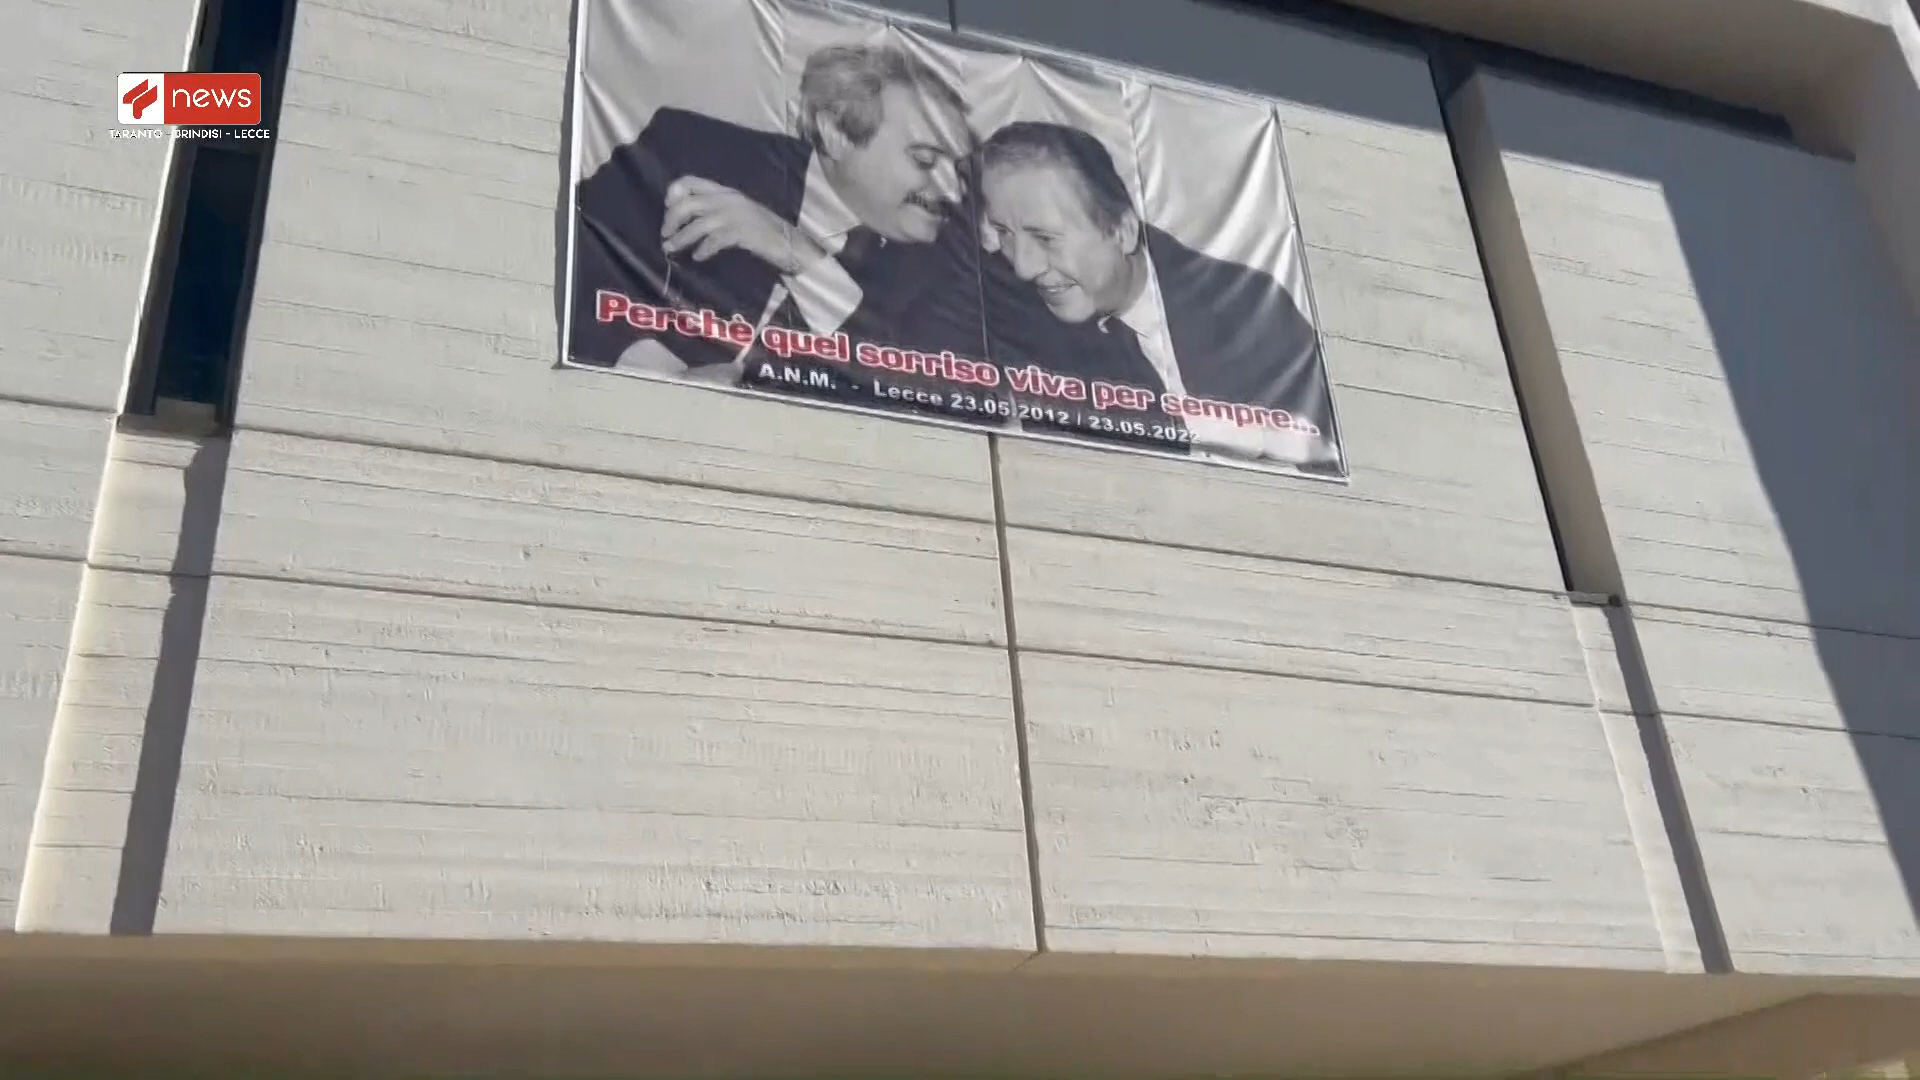 news
TARANTO - BRINDISI - LECCE
Perchè quel sorriso viva per sempre...
A.N.M. - Lecce 23.05.2012 / 23.05.2022